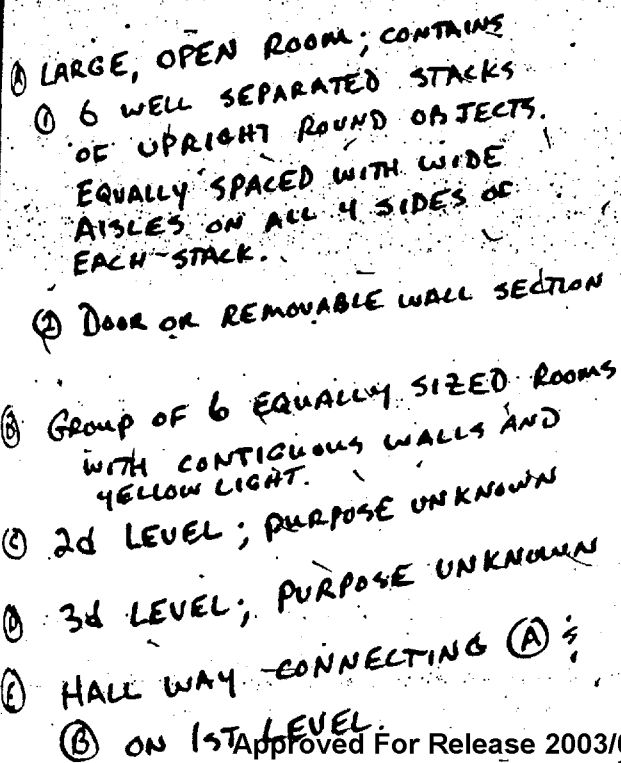 Ⓐ LARGE, OPEN ROOM; CONTAINS
① 6 WELL SEPARATED STACKS
OF UPRIGHT ROUND OBJECTS.
EQUALLY SPACED WITH WIDE
AISLES ON ALL 4 SIDES OF
EACH STACK.
② DOOR OR REMOVABLE WALL SECTION
Ⓑ GROUP OF 6 EQUALLY SIZED ROOMS
WITH CONTIGUOUS WALLS AND
YELLOW LIGHT.
Ⓒ 2d LEVEL; PURPOSE UNKNOWN
Ⓓ 3d LEVEL; PURPOSE UNKNOWN
Ⓔ HALL WAY CONNECTING Ⓐ &
Ⓑ ON 1ST LEVEL.
Approved For Release 2003/